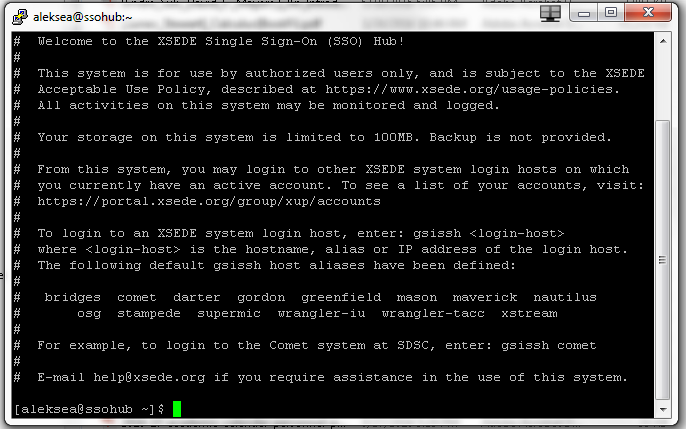 aleksea@ssohub:~
#  Welcome to the XSEDE Single Sign-On (SSO) Hub!
#
#  This system is for use by authorized users only, and is subject to the XSEDE
#  Acceptable Use Policy, described at https://www.xsede.org/usage-policies.
#  All activities on this system may be monitored and logged.
#
#  Your storage on this system is limited to 100MB. Backup is not provided.
#
#  From this system, you may login to other XSEDE system login hosts on which
#  you currently have an active account. To see a list of your accounts, visit:
#  https://portal.xsede.org/group/xup/accounts
#
#  To login to an XSEDE system login host, enter: gsissh <login-host>
#  where <login-host> is the hostname, alias or IP address of the login host.
#  The following default gsissh host aliases have been defined:
#
#   bridges  comet  darter  gordon  greenfield  mason  maverick  nautilus
#       osg  stampede  supermic  wrangler-iu  wrangler-tacc  xstream
#
#  For example, to login to the Comet system at SDSC, enter: gsissh comet
#
#  E-mail help@xsede.org if you require assistance in the use of this system.
[aleksea@ssohub ~]$